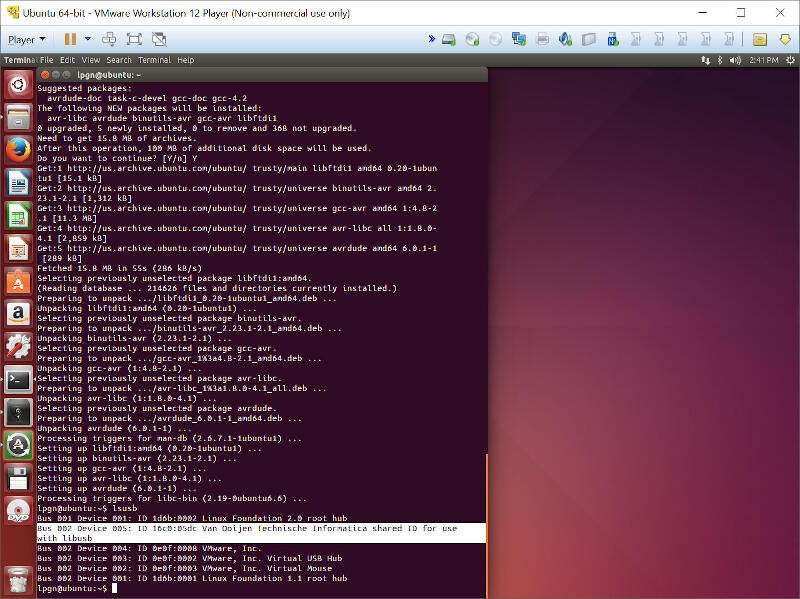 Ubuntu 64-bit - VMware Workstation 12 Player (Non-commercial use only)
Player
Terminal File Edit View Search Terminal Help
2:41 PM
lpgn@ubuntu: ~
Suggested packages:
avrdude-doc task-c-devel gcc-doc gcc-4.2
The following NEW packages will be installed:
avr-libc avrdude binutils-avr gcc-avr libftdi1
0 upgraded, 5 newly installed, 0 to remove and 368 not upgraded.
Need to get 15.8 MB of archives.
After this operation, 100 MB of additional disk space will be used.
Do you want to continue? [Y/n] Y
Get:1 http://us.archive.ubuntu.com/ubuntu/ trusty/main libftdi1 amd64 0.20-1ubun
tu1 [15.1 kB]
Get:2 http://us.archive.ubuntu.com/ubuntu/ trusty/universe binutils-avr amd64 2.
23.1-2.1 [1,312 kB]
Get:3 http://us.archive.ubuntu.com/ubuntu/ trusty/universe gcc-avr amd64 1:4.8-2
.1 [11.3 MB]
Get:4 http://us.archive.ubuntu.com/ubuntu/ trusty/universe avr-libc all 1:1.8.0-
4.1 [2,859 kB]
Get:5 http://us.archive.ubuntu.com/ubuntu/ trusty/universe avrdude amd64 6.0.1-1
[289 kB]
Fetched 15.8 MB in 55s (286 kB/s)
Selecting previously unselected package libftdi1:amd64.
(Reading database ... 214626 files and directories currently installed.)
Preparing to unpack .../libftdi1_0.20-1ubuntu1_amd64.deb ...
Unpacking libftdi1:amd64 (0.20-1ubuntu1) ...
Selecting previously unselected package binutils-avr.
Preparing to unpack .../binutils-avr_2.23.1-2.1_amd64.deb ...
Unpacking binutils-avr (2.23.1-2.1) ...
Selecting previously unselected package gcc-avr.
Preparing to unpack .../gcc-avr_1%3a4.8-2.1_amd64.deb ...
Unpacking gcc-avr (1:4.8-2.1) ...
Selecting previously unselected package avr-libc.
Preparing to unpack .../avr-libc_1%3a1.8.0-4.1_all.deb ...
Unpacking avr-libc (1:1.8.0-4.1) ...
Selecting previously unselected package avrdude.
Preparing to unpack .../avrdude_6.0.1-1_amd64.deb ...
Unpacking avrdude (6.0.1-1) ...
Processing triggers for man-db (2.6.7.1-1ubuntu1) ...
Setting up libftdi1:amd64 (0.20-1ubuntu1) ...
Setting up binutils-avr (2.23.1-2.1) ...
Setting up gcc-avr (1:4.8-2.1) ...
Setting up avr-libc (1:1.8.0-4.1) ...
Setting up avrdude (6.0.1-1) ...
Processing triggers for libc-bin (2.19-0ubuntu6.6) ...
lpgn@ubuntu:~$ lsusb
Bus 001 Device 001: ID 1d6b:0002 Linux Foundation 2.0 root hub
Bus 002 Device 005: ID 16c0:05dc Van Ooijen Technische Informatica shared ID for use
with libusb
Bus 002 Device 004: ID 0e0f:0008 VMware, Inc.
Bus 002 Device 003: ID 0e0f:0002 VMware, Inc. Virtual USB Hub
Bus 002 Device 002: ID 0e0f:0003 VMware, Inc. Virtual Mouse
Bus 002 Device 001: ID 1d6b:0001 Linux Foundation 1.1 root hub
lpgn@ubuntu:~$